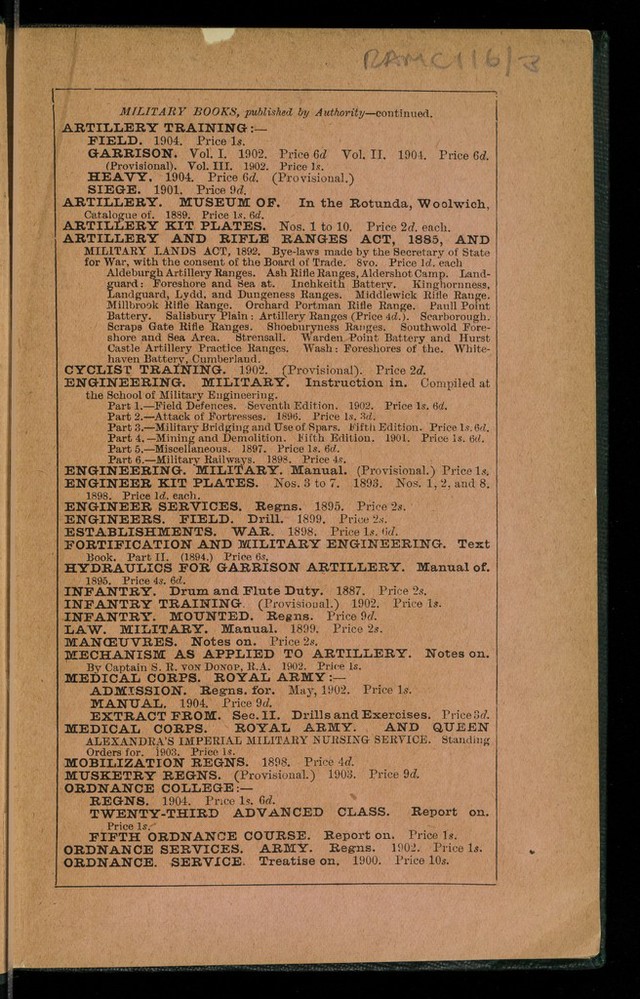 RAMC 116/3
MILITARY BOOKS, published by Authority—continued.
ARTILLERY TRAINING:—
FIELD. 1904. Price 1s.
GARRISON. Vol. I. 1902. Price 6d Vol. II. 1904. Price 6d.
(Provisional). Vol. III. 1902. Price 1s.
HEAVY. 1904. Price 6d. (Provisional.)
SIEGE. 1901. Price 9d.
ARTILLERY. MUSEUM OF. In the Rotunda, Woolwich,
Catalogue of. 1889. Price 1s. 6d.
ARTILLERY KIT PLATES. Nos. 1 to 10. Price 2d. each.
ARTILLERY AND RIFLE RANGES ACT, 1885, AND
MILITARY LANDS ACT, 1892. Bye-laws made by the Secretary of State
for War, with the consent of the Board of Trade. 8vo. Price 1d. each
Aldeburgh Artillery Ranges. Ash Rifle Ranges, Aldershot Camp. Land-
guard: Foreshore and Sea at. Inchkeith Battery. Kinghornness,
Landguard, Lydd, and Dungeness Ranges. Middlewick Rifle Range.
Millbrook Rifle Range. Orchard Portman Rifle Range. Paull Point
Battery. Salisbury Plain: Artillery Ranges (Price 4d.). Scarborough.
Scraps Gate Rifle Ranges. Shoeburyness Ranges. Southwold Fore-
shore and Sea Area. Strensall. Warden Point Battery and Hurst
Castle Artillery Practice Ranges. Wash: Foreshores of the. White-
haven Battery, Cumberland.
CYCLIST TRAINING. 1902. (Provisional). Price 2d.
ENGINEERING. MILITARY. Instruction in. Compiled at
the School of Military Engineering.
Part 1.—Field Defences. Seventh Edition. 1902. Price 1s. 6d.
Part 2.—Attack of Fortresses. 1896. Price 1s. 3d.
Part 3.—Military Bridging and Use of Spars. Fifth Edition. Price 1s. 6d.
Part 4.—Mining and Demolition. Fifth Edition. 1901. Price 1s. 6d.
Part 5.—Miscellaneous. 1897. Price 1s. 6d.
Part 6.—Military Railways. 1898. Price 4s.
ENGINEERING. MILITARY. Manual. (Provisional.) Price 1s.
ENGINEER KIT PLATES. Nos. 3 to 7. 1893. Nos. 1, 2, and 8.
1898. Price 1d. each.
ENGINEER SERVICES. Regns. 1895. Price 2s.
ENGINEERS. FIELD. Drill. 1899. Price 2s.
ESTABLISHMENTS. WAR. 1898. Price 1s. 6d.
FORTIFICATION AND MILITARY ENGINEERING. Text
Book. Part II. (1894.) Price 6s.
HYDRAULICS FOR GARRISON ARTILLERY. Manual of.
1895. Price 4s. 6d.
INFANTRY. Drum and Flute Duty. 1887. Price 2s.
INFANTRY TRAINING. (Provisional.) 1902. Price 1s.
INFANTRY. MOUNTED. Regns. Price 9d.
LAW. MILITARY. Manual. 1899. Price 2s.
MANŒUVRES. Notes on. Price 2s.
MECHANISM AS APPLIED TO ARTILLERY. Notes on.
By Captain S. R. VON DONOP, R.A. 1902. Price 1s.
MEDICAL CORPS. ROYAL ARMY:—
ADMISSION. Regns. for. May, 1902. Price 1s.
MANUAL. 1904. Price 9d.
EXTRACT FROM. Sec. II. Drills and Exercises. Price 3d.
MEDICAL CORPS. ROYAL ARMY. AND QUEEN
ALEXANDRA'S IMPERIAL MILITARY NURSING SERVICE. Standing
Orders for. 1903. Price 1s.
MOBILIZATION REGNS. 1898. Price 4d.
MUSKETRY REGNS. (Provisional.) 1903. Price 9d.
ORDNANCE COLLEGE:—
REGNS. 1904. Price 1s. 6d.
TWENTY-THIRD ADVANCED CLASS. Report on.
Price 1s.
FIFTH ORDNANCE COURSE. Report on. Price 1s.
ORDNANCE SERVICES. ARMY. Regns. 1902. Price 1s.
ORDNANCE. SERVICE. Treatise on. 1900. Price 10s.